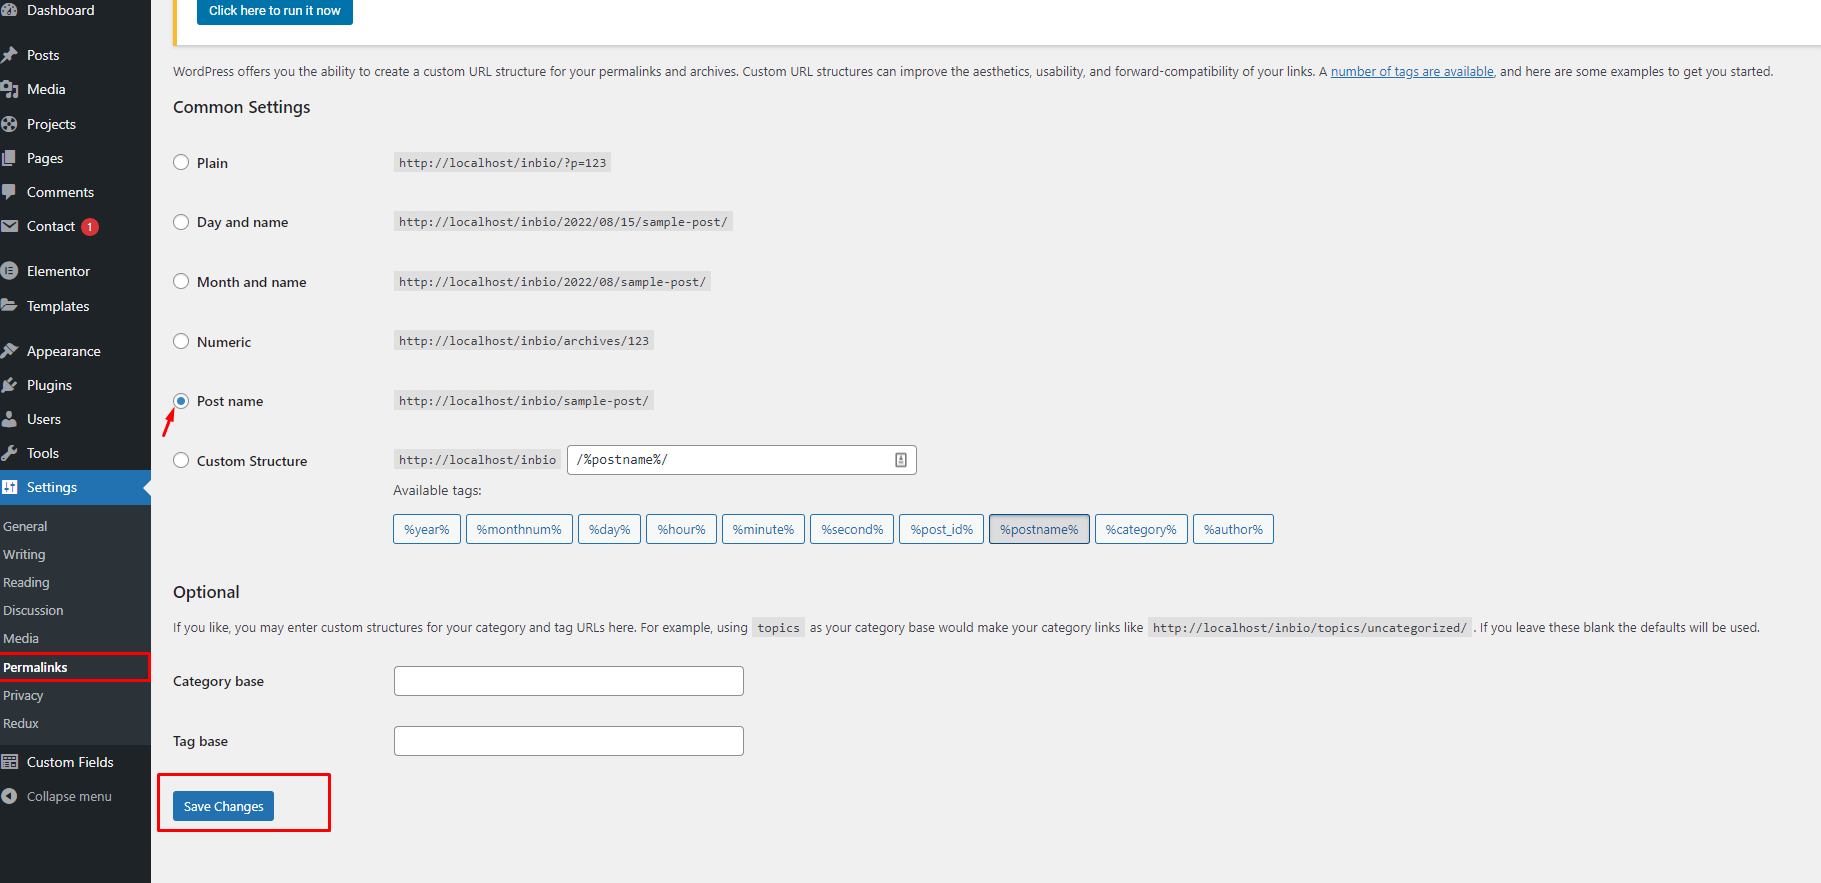 Dashboard
Posts
Media
Projects
Pages
Comments
Contact 1
Elementor
Templates
Appearance
Plugins
Users
Tools
Settings
General
Writing
Reading
Discussion
Media
Permalinks
Privacy
Redux
Custom Fields
Collapse menu
Click here to run it now
WordPress offers you the ability to create a custom URL structure for your permalinks and archives. Custom URL structures can improve the aesthetics, usability, and forward-compatibility of your links. A number of tags are available, and here are some examples to get you started.
Common Settings
Plain http://localhost/inbio/?p=123
Day and name http://localhost/inbio/2022/08/15/sample-post/
Month and name http://localhost/inbio/2022/08/sample-post/
Numeric http://localhost/inbio/archives/123
Post name http://localhost/inbio/sample-post/
Custom Structure http://localhost/inbio /%postname%/
Available tags:
%year% %monthnum% %day% %hour% %minute% %second% %post_id% %postname% %category% %author%
Optional
If you like, you may enter custom structures for your category and tag URLs here. For example, using topics as your category base would make your category links like http://localhost/inbio/topics/uncategorized/ . If you leave these blank the defaults will be used.
Category base
Tag base
Save Changes